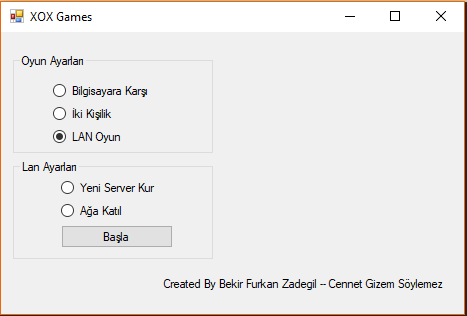 XOX Games
Oyun Ayarları
Bilgisayara Karşı
İki Kişilik
LAN Oyun
Lan Ayarları
Yeni Server Kur
Ağa Katıl
Başla
Created By Bekir Furkan Zadegil -- Cennet Gizem Söylemez